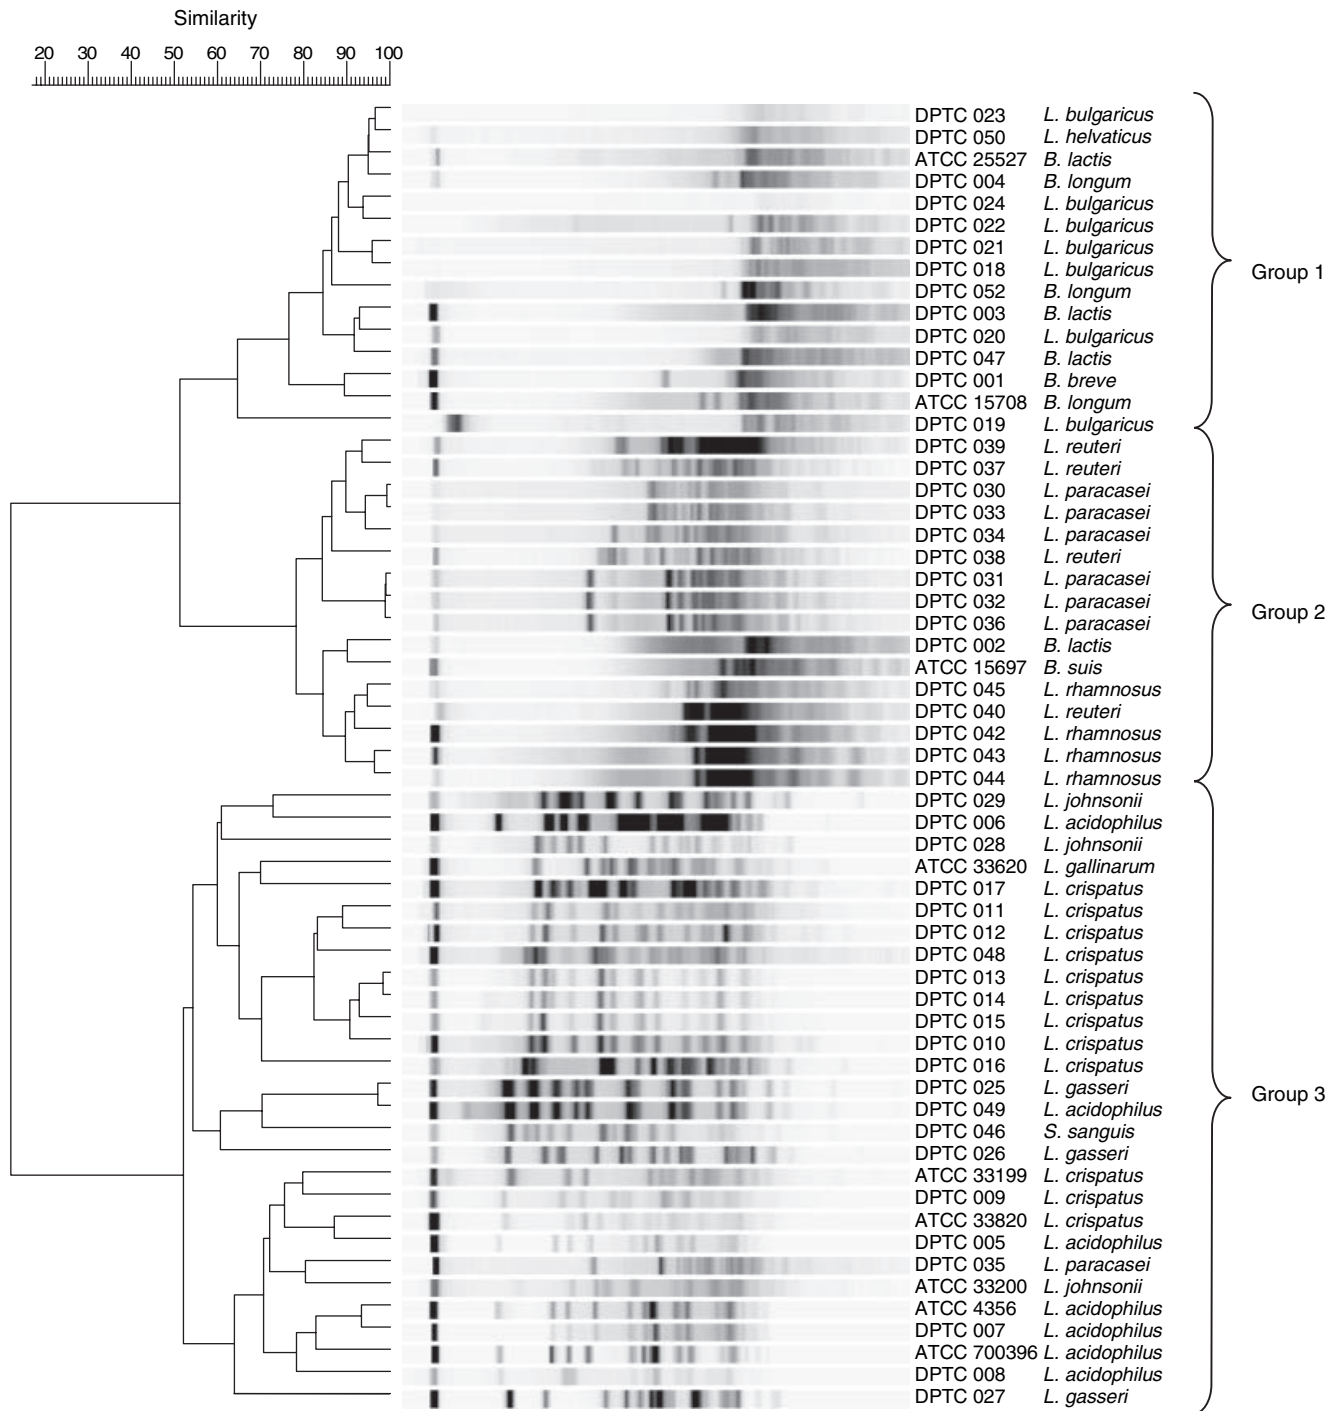 Similarity
20 30 40 50 60 70 80 90 100
DPTC 023 L. bulgaricus
DPTC 050 L. helvaticus
ATCC 25527 B. lactis
DPTC 004 B. longum
DPTC 024 L. bulgaricus
DPTC 022 L. bulgaricus
DPTC 021 L. bulgaricus
DPTC 018 L. bulgaricus
Group 1
DPTC 052 B. longum
DPTC 003 B. lactis
DPTC 020 L. bulgaricus
DPTC 047 B. lactis
DPTC 001 B. breve
ATCC 15708 B. longum
DPTC 019 L. bulgaricus
DPTC 039 L. reuteri
DPTC 037 L. reuteri
DPTC 030 L. paracasei
DPTC 033 L. paracasei
DPTC 034 L. paracasei
DPTC 038 L. reuteri
DPTC 031 L. paracasei
DPTC 032 L. paracasei
Group 2
DPTC 036 L. paracasei
DPTC 002 B. lactis
ATCC 15697 B. suis
DPTC 045 L. rhamnosus
DPTC 040 L. reuteri
DPTC 042 L. rhamnosus
DPTC 043 L. rhamnosus
DPTC 044 L. rhamnosus
DPTC 029 L. johnsonii
DPTC 006 L. acidophilus
DPTC 028 L. johnsonii
ATCC 33620 L. gallinarum
DPTC 017 L. crispatus
DPTC 011 L. crispatus
DPTC 012 L. crispatus
DPTC 048 L. crispatus
DPTC 013 L. crispatus
DPTC 014 L. crispatus
DPTC 015 L. crispatus
DPTC 010 L. crispatus
DPTC 016 L. crispatus
DPTC 025 L. gasseri
Group 3
DPTC 049 L. acidophilus
DPTC 046 S. sanguis
DPTC 026 L. gasseri
ATCC 33199 L. crispatus
DPTC 009 L. crispatus
ATCC 33820 L. crispatus
DPTC 005 L. acidophilus
DPTC 035 L. paracasei
ATCC 33200 L. johnsonii
ATCC 4356 L. acidophilus
DPTC 007 L. acidophilus
ATCC 700396 L. acidophilus
DPTC 008 L. acidophilus
DPTC 027 L. gasseri